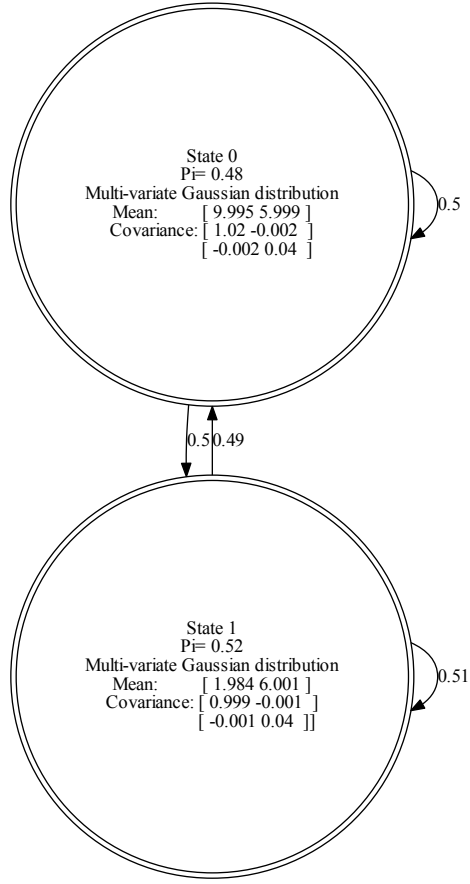 State 0
Pi= 0.48
Multi-variate Gaussian distribution
Mean: [ 9.995 5.999 ]
Covariance: [ 1.02 -0.002 ]
[ -0.002 0.04 ]
0.5
0.5
0.49
State 1
Pi= 0.52
Multi-variate Gaussian distribution
Mean: [ 1.984 6.001 ]
Covariance: [ 0.999 -0.001 ]
[ -0.001 0.04 ]]
0.51